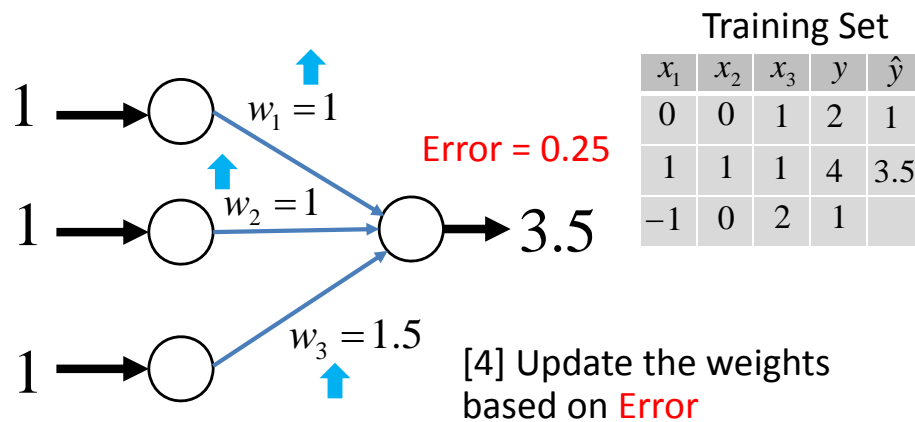 Training Set
x₁ x₂ x₃ y ŷ
0 0 1 2 1
1 1 1 4 3.5
−1 0 2 1
1
w₁ = 1
Error = 0.25
1
w₂ = 1
3.5
1
w₃ = 1.5
[4] Update the weights
based on Error